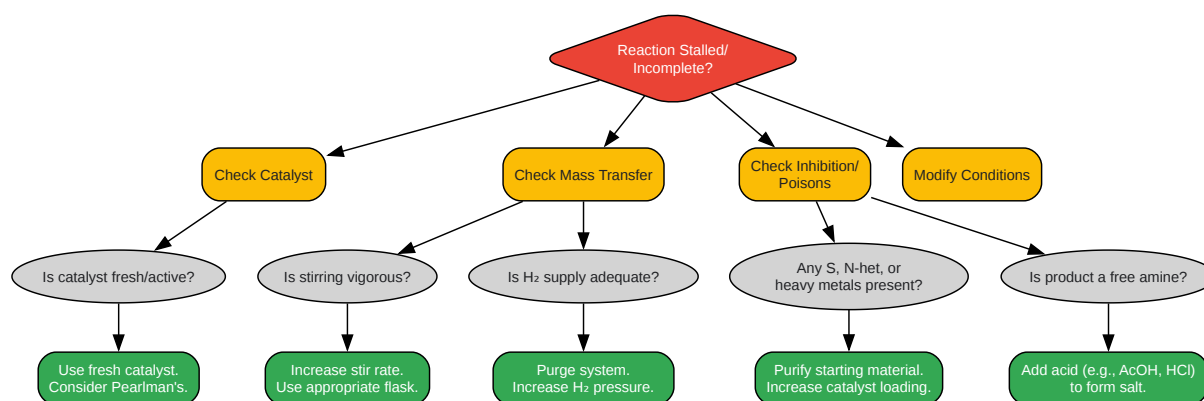 Reaction Stalled/
Incomplete?
Check Catalyst
Check Mass Transfer
Check Inhibition/
Poisons
Modify Conditions
Is catalyst fresh/active?
Is stirring vigorous?
Is H₂ supply adequate?
Any S, N-het, or
heavy metals present?
Is product a free amine?
Use fresh catalyst.
Consider Pearlman's.
Increase stir rate.
Use appropriate flask.
Purge system.
Increase H₂ pressure.
Purify starting material.
Increase catalyst loading.
Add acid (e.g., AcOH, HCl)
to form salt.